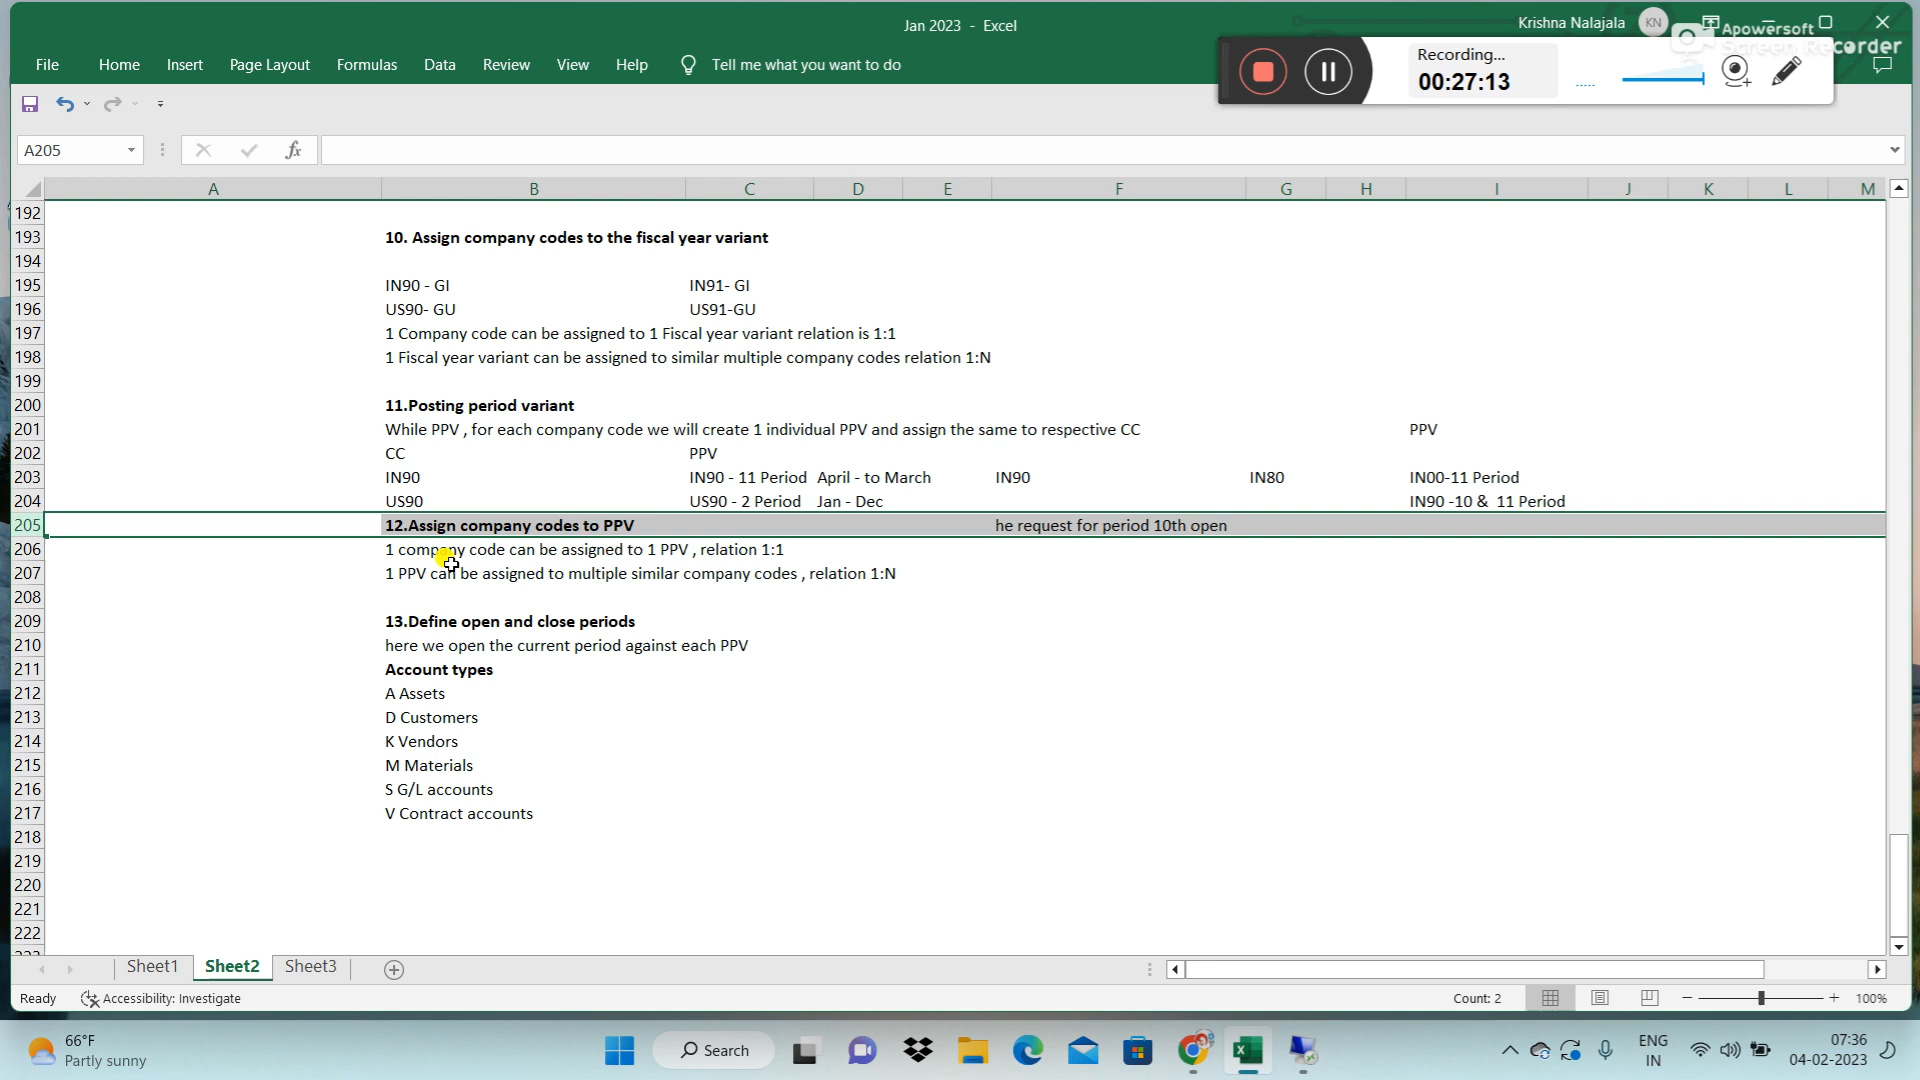 Jan 2023 - Excel
Krishna Nalajala
KN
Apowersoft
Screen Recorder
File Home Insert Page Layout Formulas Data Review View Help Tell me what you want to do
Recording...
00:27:13
A205
fx
A B C D E F G H I J K L M
192
193 10. Assign company codes to the fiscal year variant
194
195 IN90 - GI IN91- GI
196 US90- GU US91-GU
197 1 Company code can be assigned to 1 Fiscal year variant relation is 1:1
198 1 Fiscal year variant can be assigned to similar multiple company codes relation 1:N
199
200 11.Posting period variant
201 While PPV , for each company code we will create 1 individual PPV and assign the same to respective CC PPV
202 CC PPV
203 IN90 IN90 - 11 Period April - to March IN90 IN80 IN00-11 Period
204 US90 US90 - 2 Period Jan - Dec IN90 -10 & 11 Period
205 12.Assign company codes to PPV he request for period 10th open
206 1 company code can be assigned to 1 PPV , relation 1:1
207 1 PPV can be assigned to multiple similar company codes , relation 1:N
208
209 13.Define open and close periods
210 here we open the current period against each PPV
211 Account types
212 A Assets
213 D Customers
214 K Vendors
215 M Materials
216 S G/L accounts
217 V Contract accounts
218
219
220
221
222
Sheet1 Sheet2 Sheet3
Ready Accessibility: Investigate Count: 2 100%
66°F
Partly sunny
Search
ENG
IN
07:36
04-02-2023